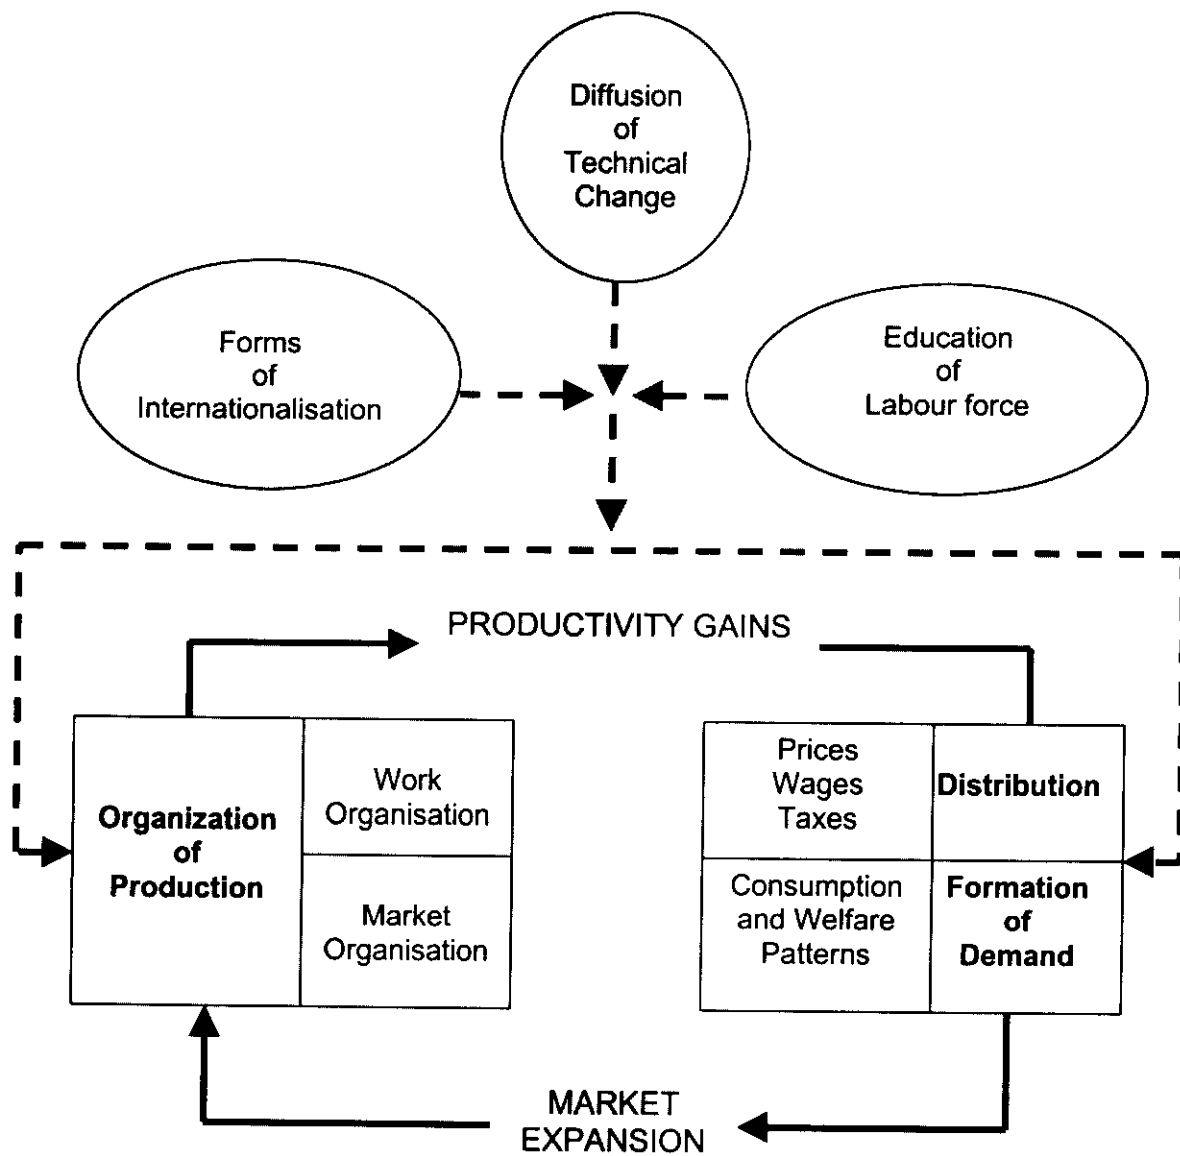 Diffusion
of
Technical
Change
Forms
of
Internationalisation
Education
of
Labour force
PRODUCTIVITY GAINS
Organization
of
Production
Work
Organisation
Market
Organisation
Prices
Wages
Taxes
Distribution
Consumption
and Welfare
Patterns
Formation
of
Demand
MARKET
EXPANSION